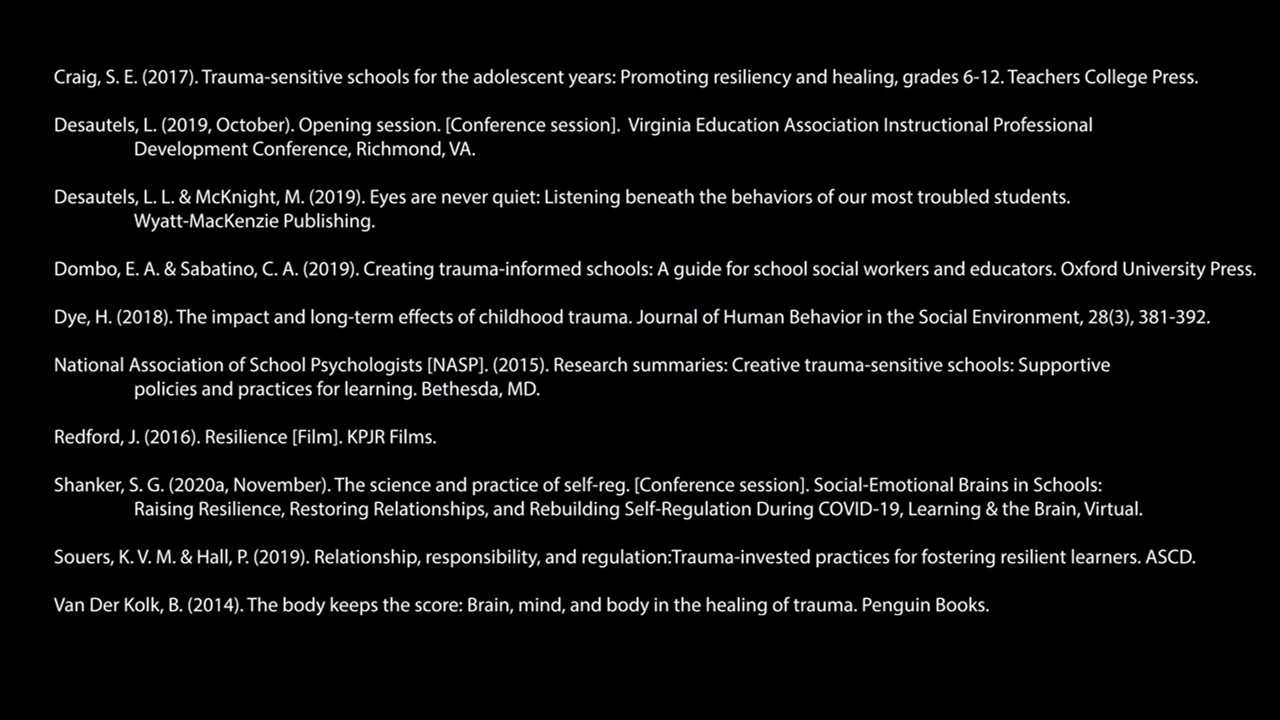 Craig, S. E. (2017). Trauma-sensitive schools for the adolescent years: Promoting resiliency and healing, grades 6-12. Teachers College Press.
Desautels, L. (2019, October). Opening session. [Conference session].  Virginia Education Association Instructional Professional
Development Conference, Richmond, VA.
Desautels, L. L. & McKnight, M. (2019). Eyes are never quiet: Listening beneath the behaviors of our most troubled students.
Wyatt-MacKenzie Publishing.
Dombo, E. A. & Sabatino, C. A. (2019). Creating trauma-informed schools: A guide for school social workers and educators. Oxford University Press.
Dye, H. (2018). The impact and long-term effects of childhood trauma. Journal of Human Behavior in the Social Environment, 28(3), 381-392.
National Association of School Psychologists [NASP]. (2015). Research summaries: Creative trauma-sensitive schools: Supportive
policies and practices for learning. Bethesda, MD.
Redford, J. (2016). Resilience [Film]. KPJR Films.
Shanker, S. G. (2020a, November). The science and practice of self-reg. [Conference session]. Social-Emotional Brains in Schools:
Raising Resilience, Restoring Relationships, and Rebuilding Self-Regulation During COVID-19, Learning & the Brain, Virtual.
Souers, K. V. M. & Hall, P. (2019). Relationship, responsibility, and regulation:Trauma-invested practices for fostering resilient learners. ASCD.
Van Der Kolk, B. (2014). The body keeps the score: Brain, mind, and body in the healing of trauma. Penguin Books.